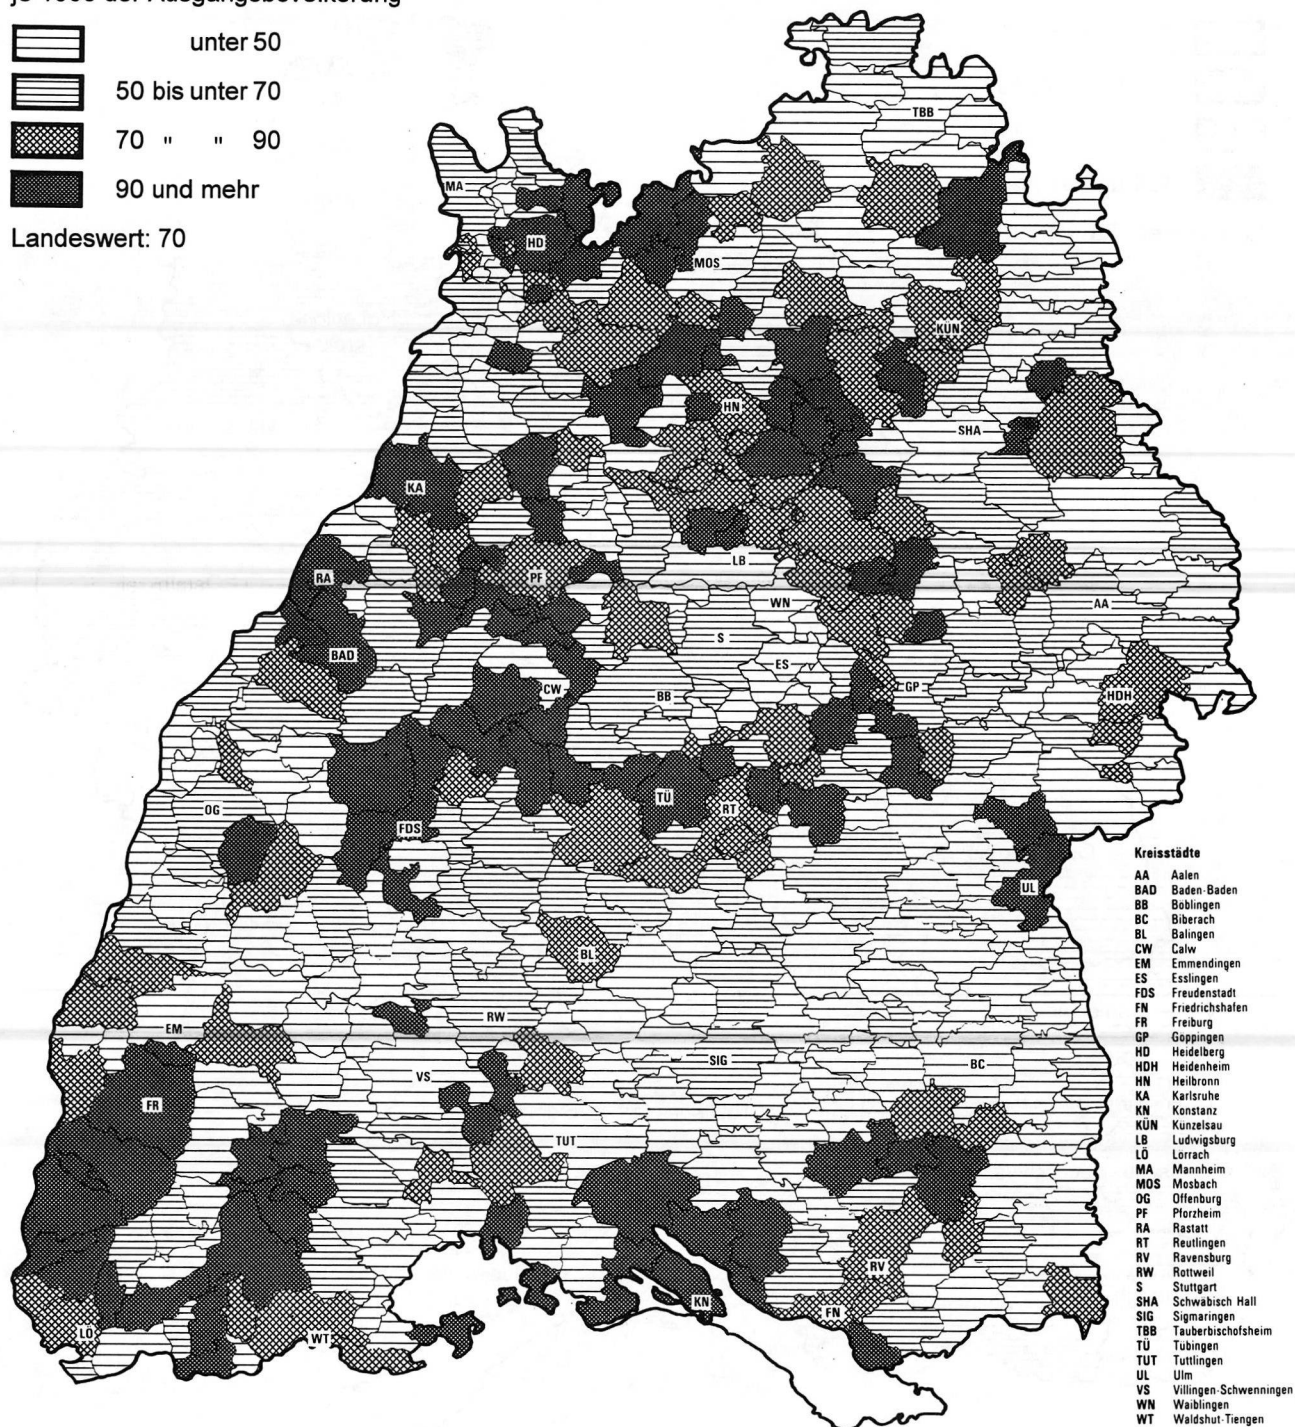 je 1000 der Ausgangsbevölkerung
unter 50
50 bis unter 70
70 " " 90
90 und mehr
Landeswert: 70
TBB
MA
HD
MOS
KÜN
HN
SHA
KA
LB
RA
PF
WN
AA
S
BAD
ES
CW
BB
GP
HDH
OG
TÜ
RT
FDS
UL
BL
EM
RW
SIG
BC
VS
FR
TUT
RV
KN
FN
LÖ
WT
Kreisstädte
AA Aalen
BAD Baden-Baden
BB Böblingen
BC Biberach
BL Balingen
CW Calw
EM Emmendingen
ES Esslingen
FDS Freudenstadt
FN Friedrichshafen
FR Freiburg
GP Göppingen
HD Heidelberg
HDH Heidenheim
HN Heilbronn
KA Karlsruhe
KN Konstanz
KÜN Künzelsau
LB Ludwigsburg
LÖ Lörrach
MA Mannheim
MOS Mosbach
OG Offenburg
PF Pforzheim
RA Rastatt
RT Reutlingen
RV Ravensburg
RW Rottweil
S Stuttgart
SHA Schwäbisch Hall
SIG Sigmaringen
TBB Tauberbischofsheim
TÜ Tübingen
TUT Tuttlingen
UL Ulm
VS Villingen-Schwenningen
WN Waiblingen
WT Waldshut-Tiengen